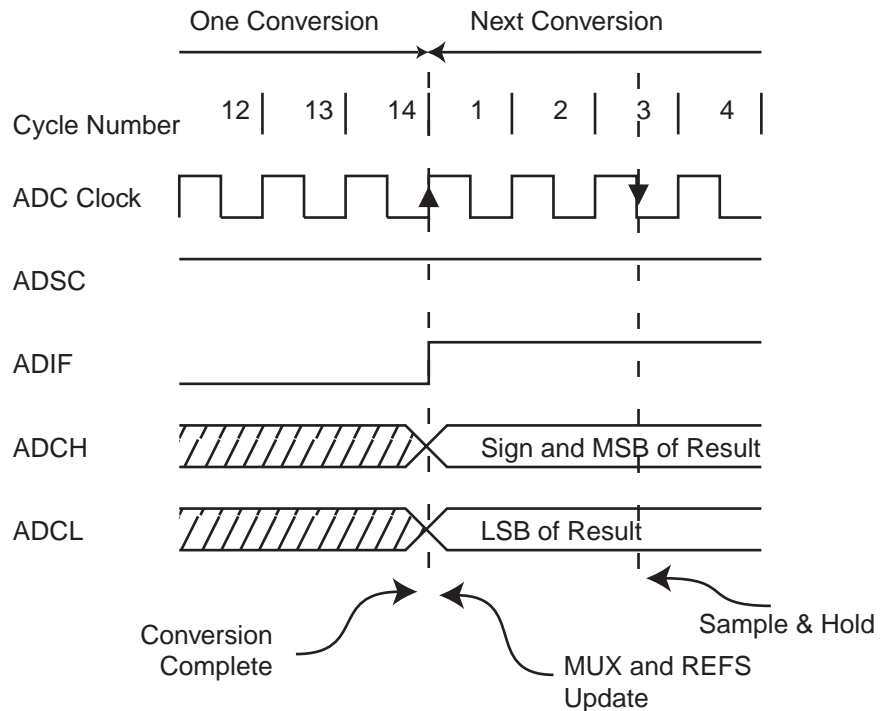 One Conversion
Next Conversion
Cycle Number
12
13
14
1
2
3
4
ADC Clock
ADSC
ADIF
ADCH
Sign and MSB of Result
ADCL
LSB of Result
Conversion
Complete
MUX and REFS
Update
Sample & Hold